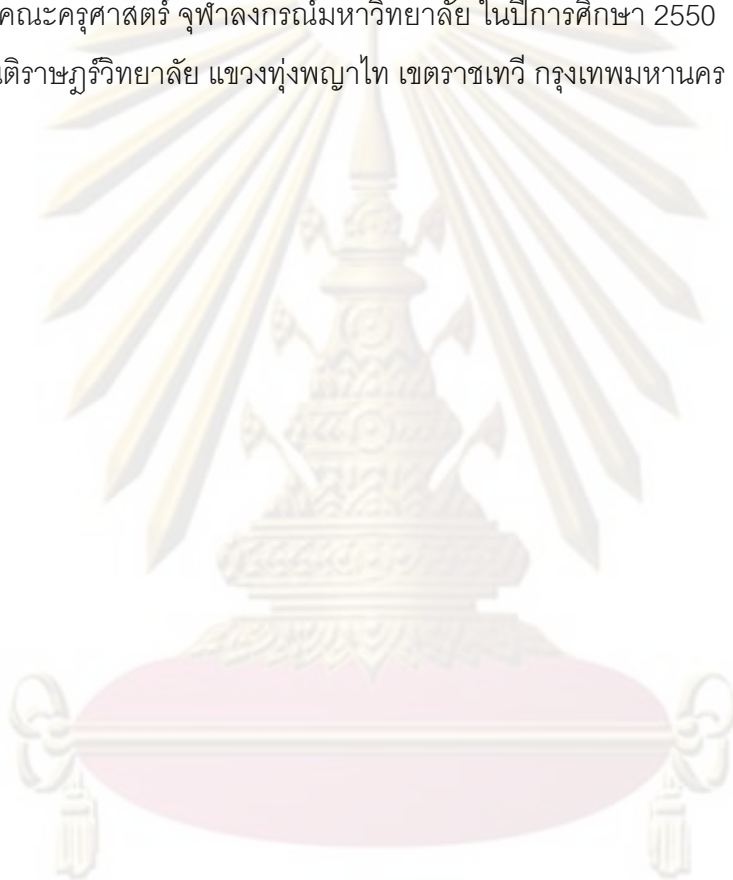 คณะครุศาสตร์ จุฬาลงกรณ์มหาวิทยาลัย ในปีการศึกษา 2550
ราษฎร์วิทยาลัย แขวงทุ่งพญาไท เขตราชเทวี กรุงเทพมหานคร